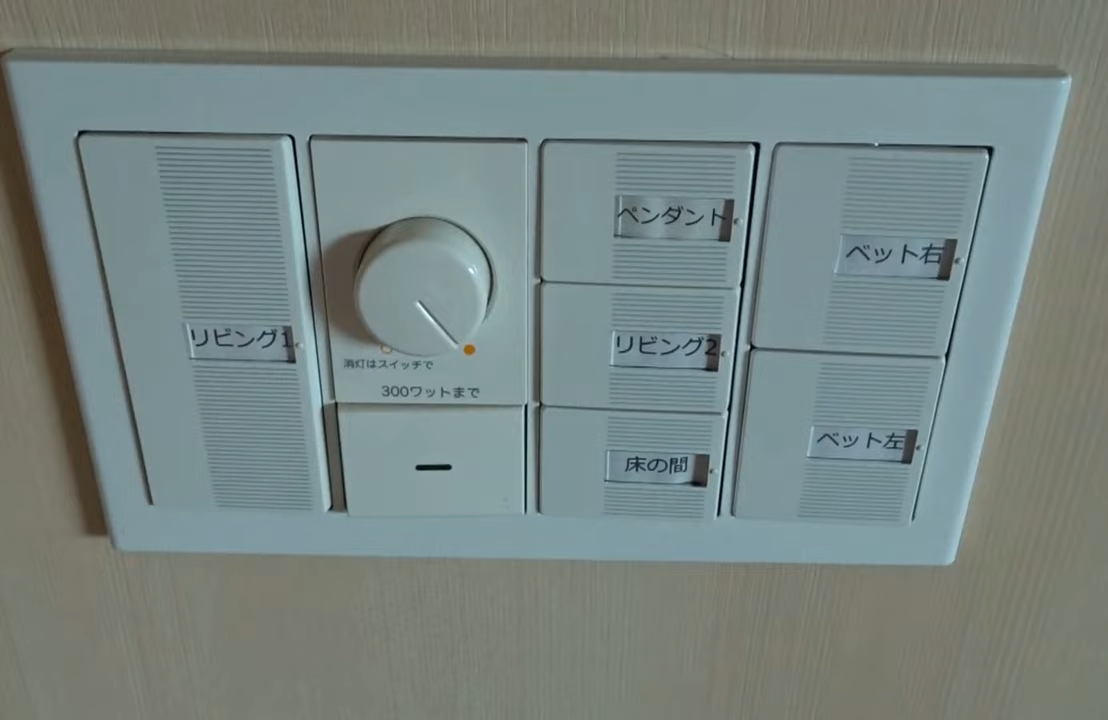 リビング1
消灯はスイッチで
300ワットまで
ペンダント
リビング2
床の間
ベット右
ベット左